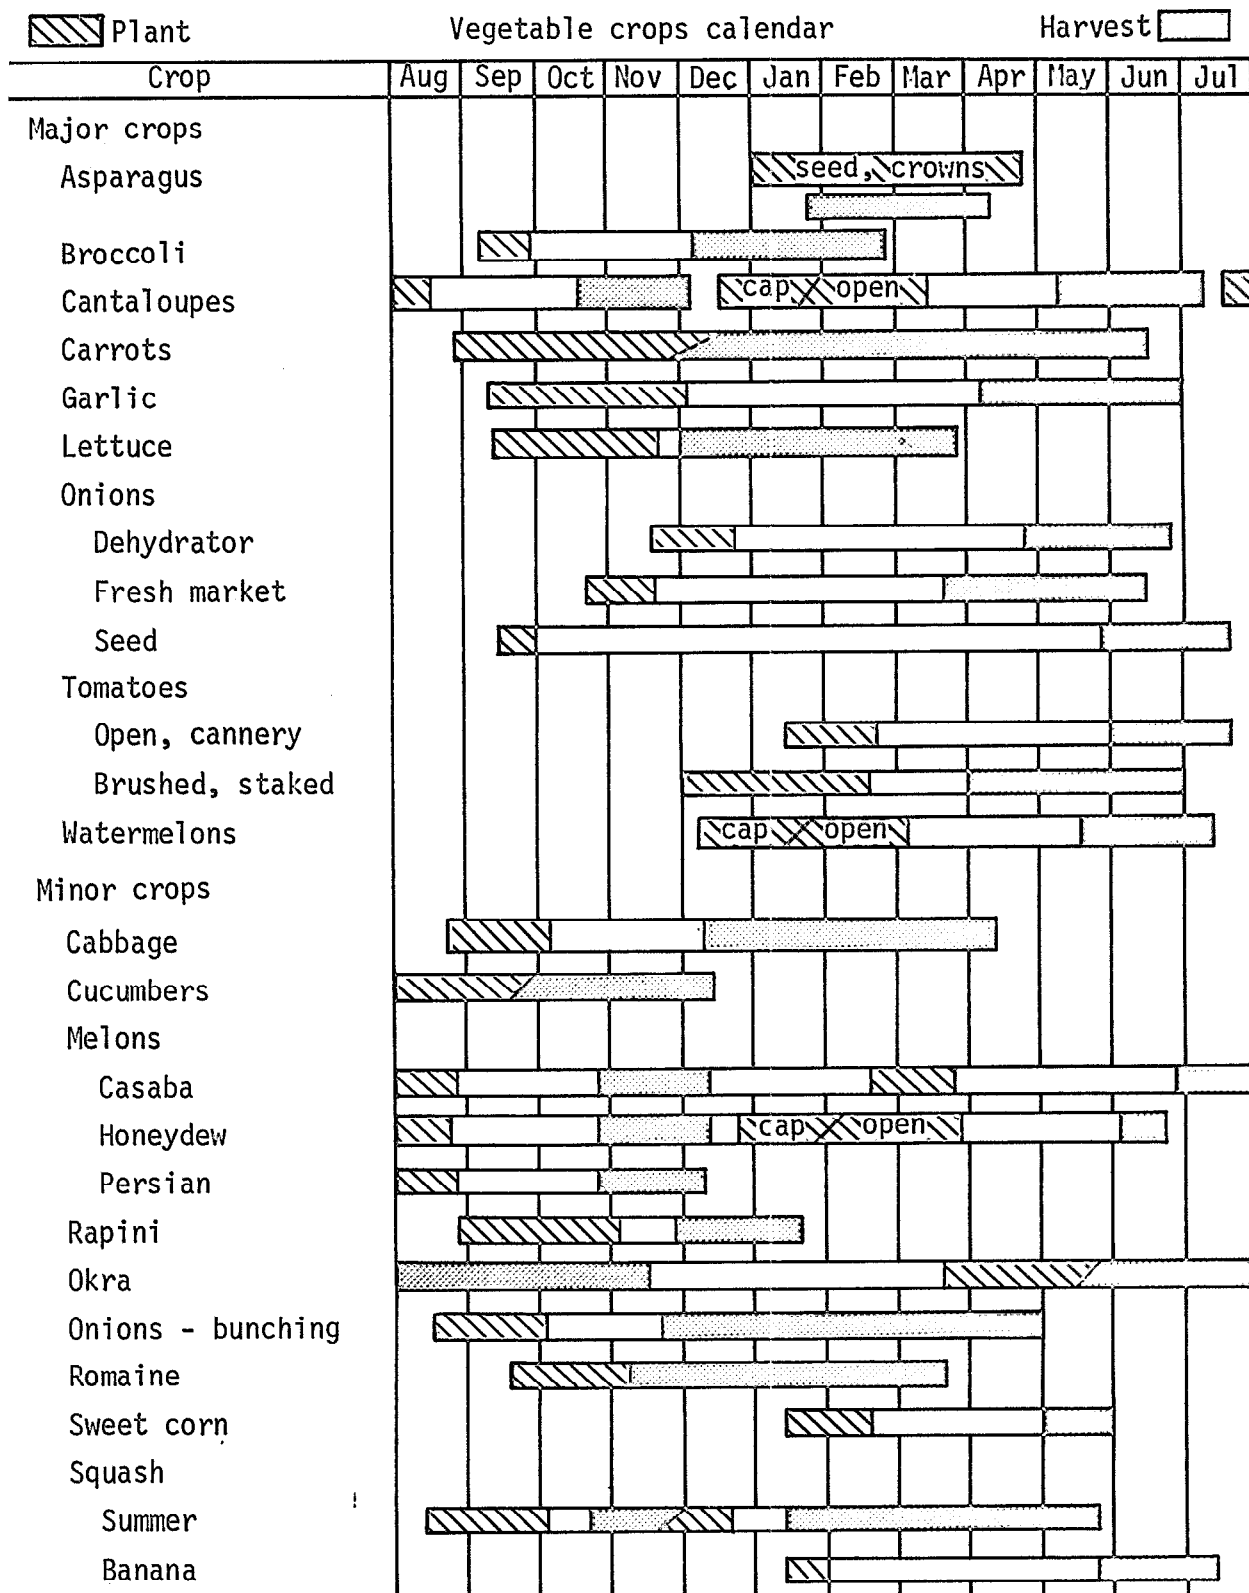 Plant Vegetable crops calendar Harvest
Crop Aug Sep Oct Nov Dec Jan Feb Mar Apr May Jun Jul
Major crops
Asparagus seed, crowns
Broccoli
Cantaloupes cap open
Carrots
Garlic
Lettuce
Onions
Dehydrator
Fresh market
Seed
Tomatoes
Open, cannery
Brushed, staked
Watermelons cap open
Minor crops
Cabbage
Cucumbers
Melons
Casaba
Honeydew cap open
Persian
Rapini
Okra
Onions - bunching
Romaine
Sweet corn
Squash
Summer
Banana